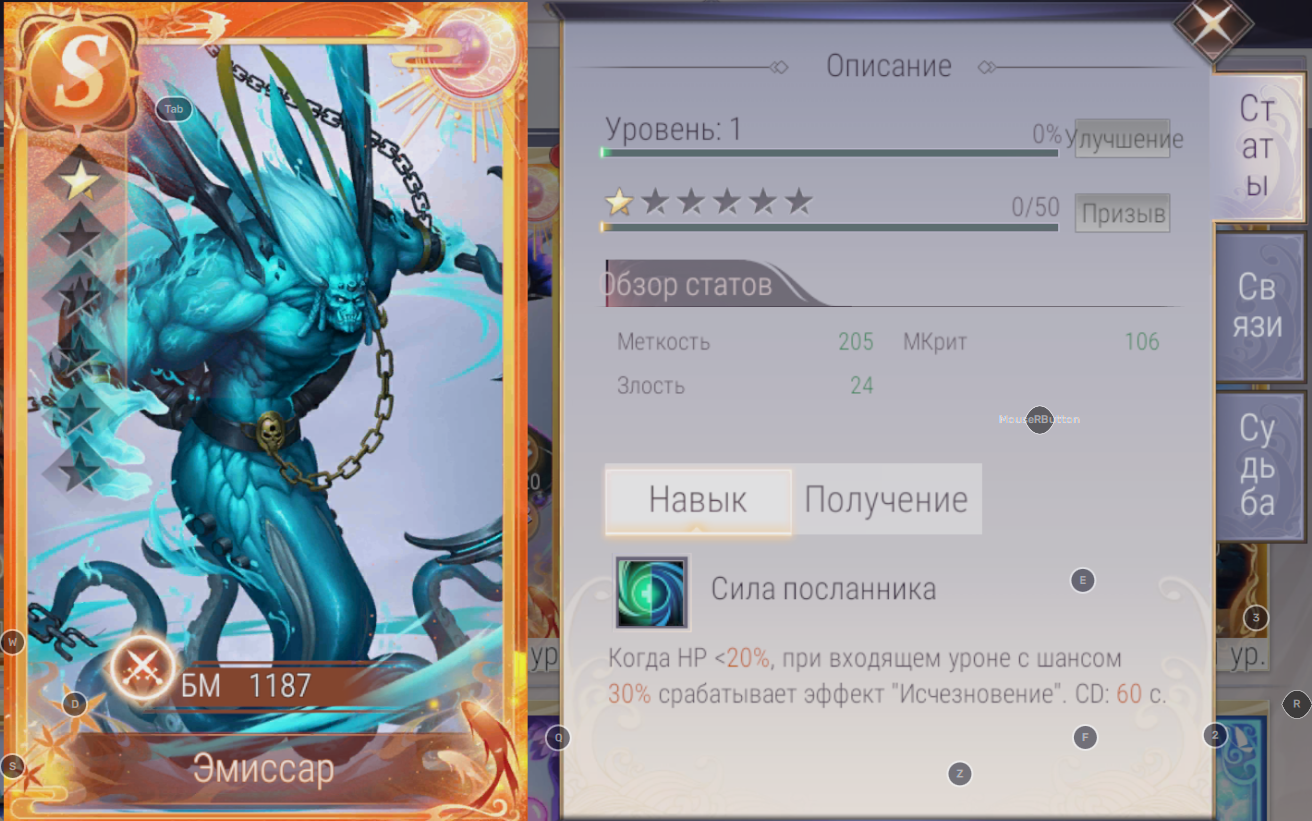 S
Tab
БМ 1187
Эмиссар
W
D
S
Описание
Уровень: 1
0%
Улучшение
0/50
Призыв
Обзор статов
Меткость 205 МКрит 106
Злость 24
MouseRButton
Навык Получение
Сила посланника
E
Когда HP <20%, при входящем уроне с шансом
30% срабатывает эффект "Исчезновение". CD: 60 с.
Q
F
Z
2
Ст
ат
ы
Св
язи
Су
дь
ба
3
ур.
ур.
R